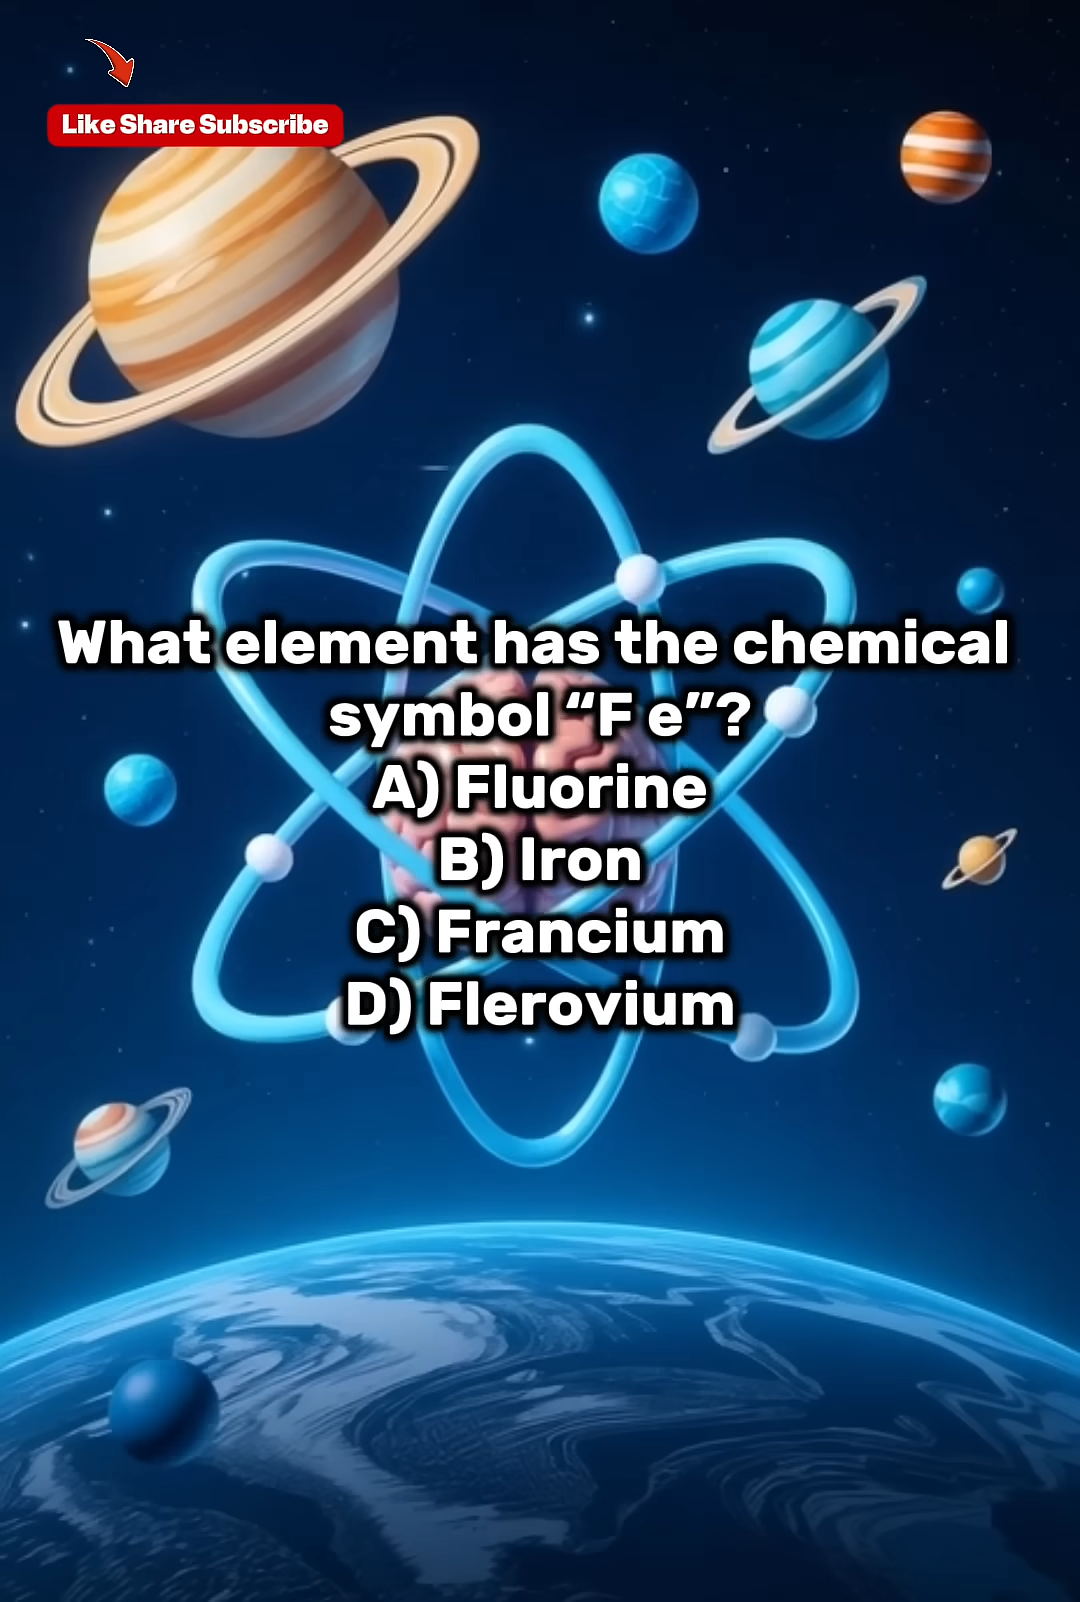 Like Share Subscribe
What element has the chemical
symbol “F e”?
A) Fluorine
B) Iron
C) Francium
D) Flerovium